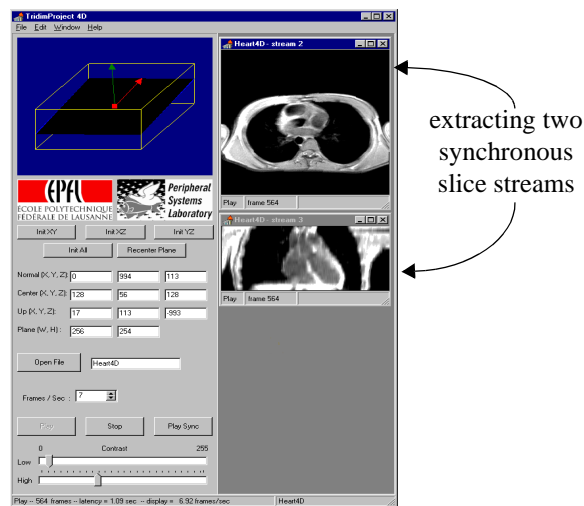 TridimProject 4D
File Edit Window Help
EPFL
ECOLE POLYTECHNIQUE
FEDERALE DE LAUSANNE
Peripheral
Systems
Laboratory
Init XY Init XZ Init YZ
Init All Recenter Plane
Normal (X, Y, Z): 0 994 113
Center (X, Y, Z): 128 56 128
Up (X, Y, Z): 17 113 -993
Plane (W, H) : 256 254
Open File Heart4D
Frames / Sec : 7
Play Stop Play Sync
0 Contrast 255
Low
High
Play -- 564 frames -- latency = 1.09 sec -- display = 6.92 frames/sec Heart4D
Heart4D - stream 2
Play frame 564
Heart4D - stream 3
Play frame 564
extracting two
synchronous
slice streams